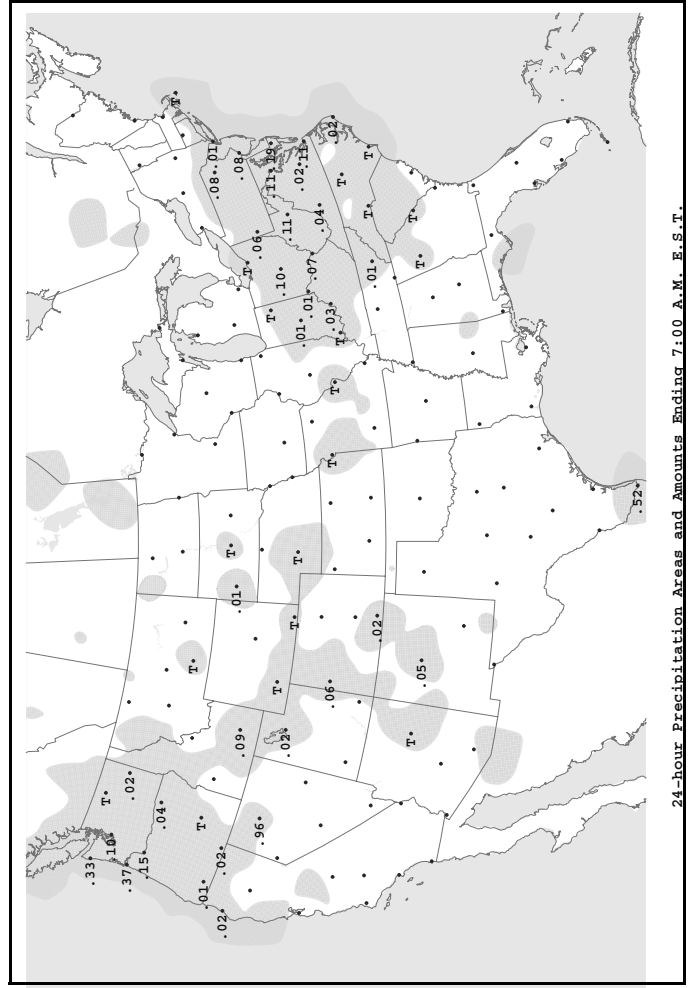 .33
T
10
.37
.02
.15
.04
T
T
T
.01
.08
.01
.02
.02
T
.01
.08
.09
T
.06
.96
T
.11
.19
T
.10
.02
.11
T
T
.02
.01
.11
.01
.07
.04
.06
.03
T
.02
T
T
T
T
T
.01
.02
T
T
T
.05
.52
24-hour Precipitation Areas and Amounts Ending 7:00 A.M. E.S.T.